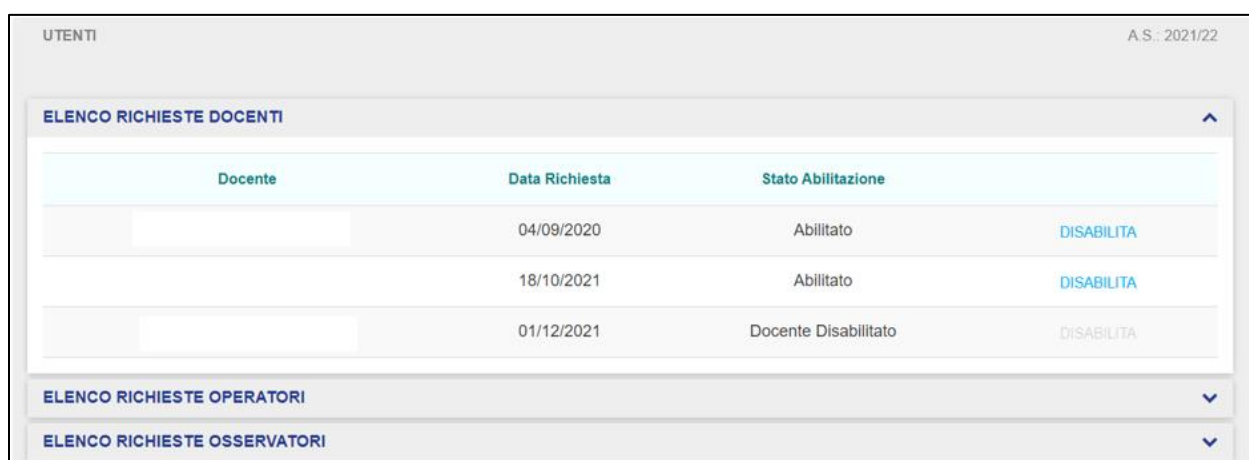 UTENTI A.S.: 2021/22
ELENCO RICHIESTE DOCENTI
Docente Data Richiesta Stato Abilitazione
04/09/2020 Abilitato DISABILITA
18/10/2021 Abilitato DISABILITA
01/12/2021 Docente Disabilitato DISABILITA
ELENCO RICHIESTE OPERATORI
ELENCO RICHIESTE OSSERVATORI